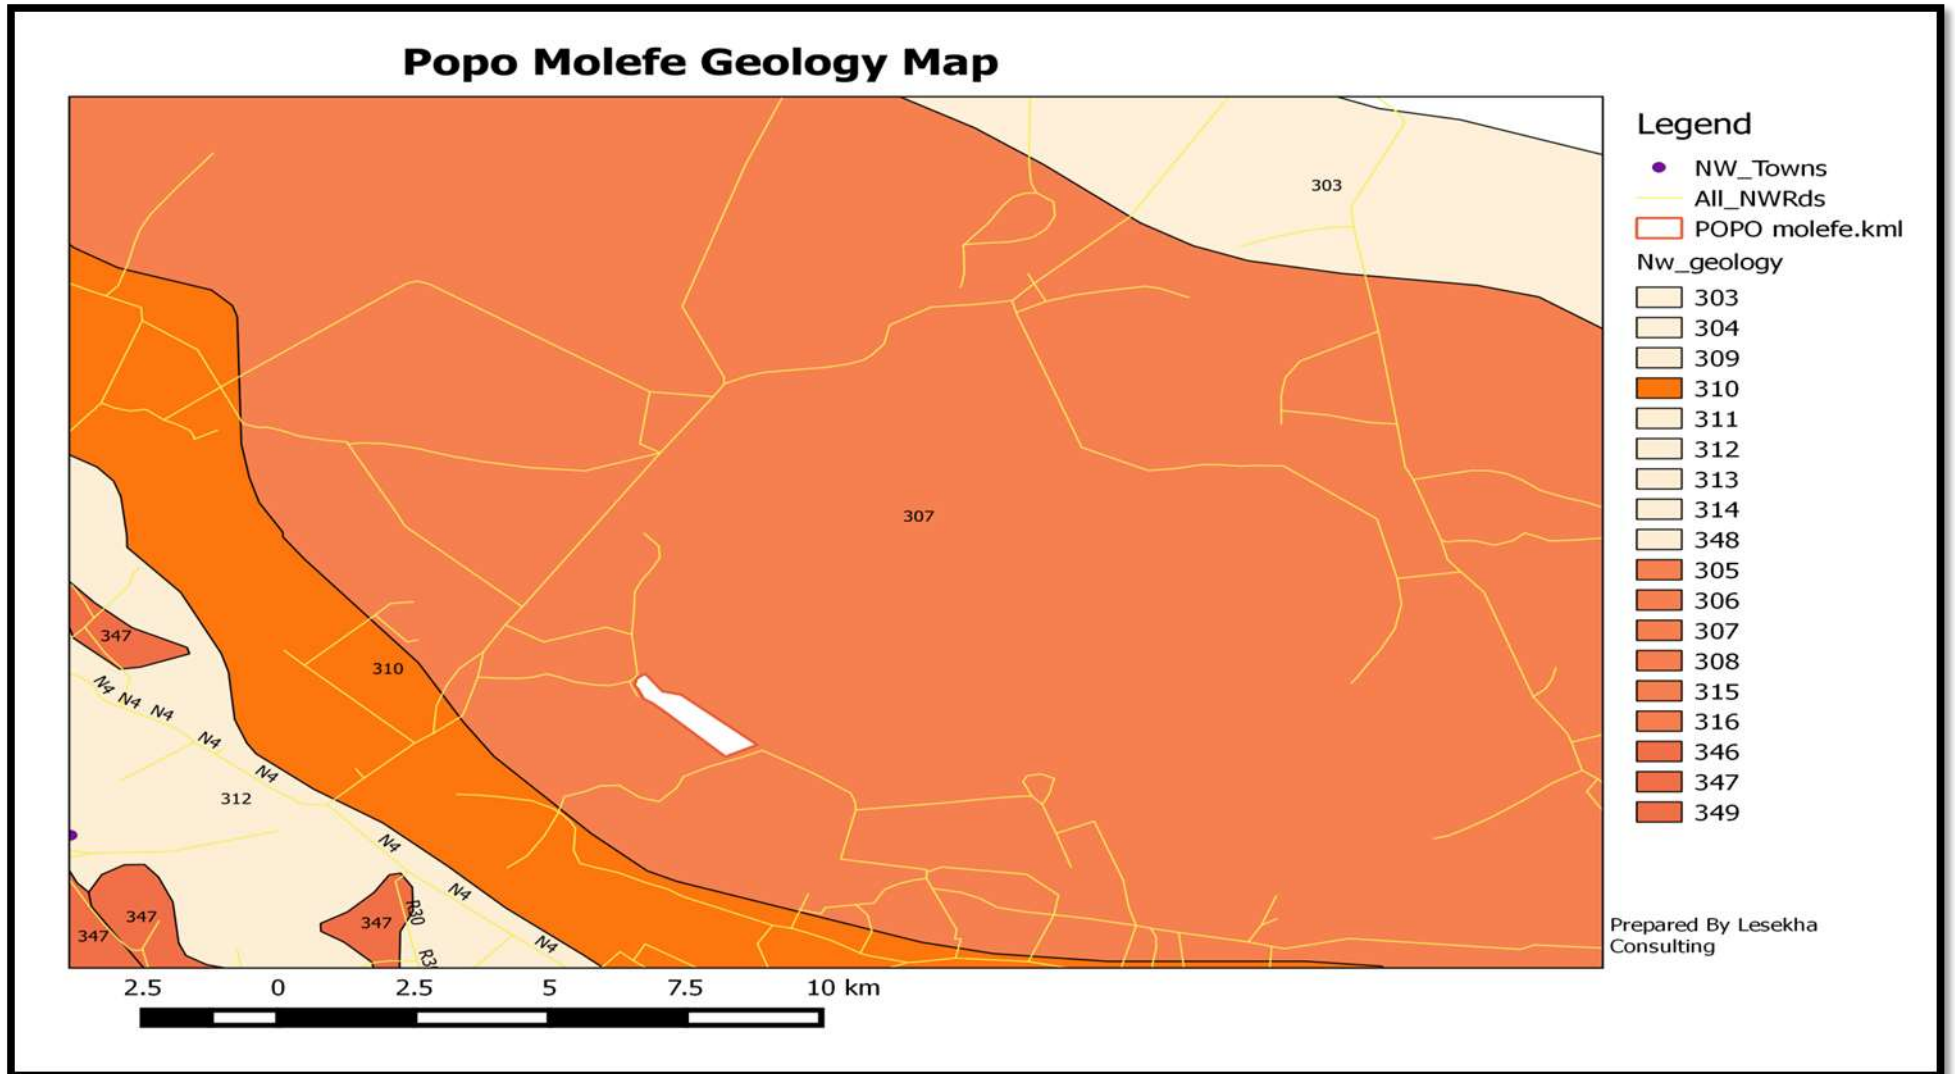 Popo Molefe Geology Map
303
307
347
310
N4
N4
N4
N4
N4
312
N4
N4
347
347
347
R30
N4
2.5 0 2.5 5 7.5 10 km
Legend
NW_Towns
All_NWRds
POPO molefe.kml
Nw_geology
303
304
309
310
311
312
313
314
348
305
306
307
308
315
316
346
347
349
Prepared By Lesekha
Consulting